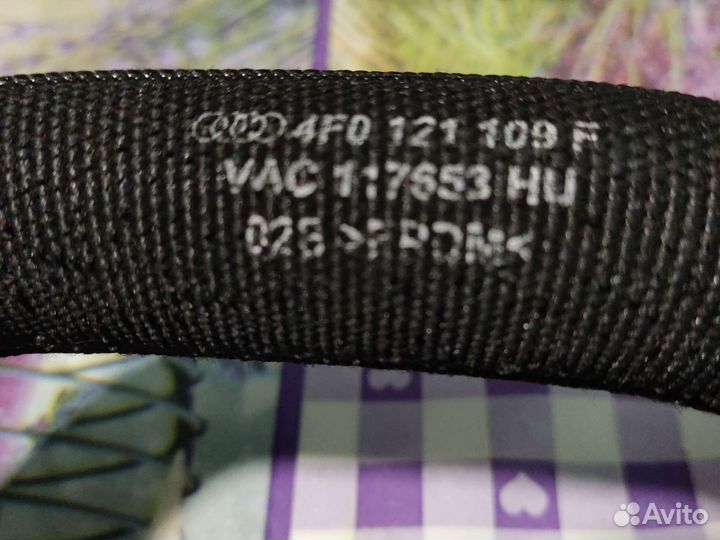 4F0 121 109 F
VAC 117653 HU
028 >EPDM<
Avito